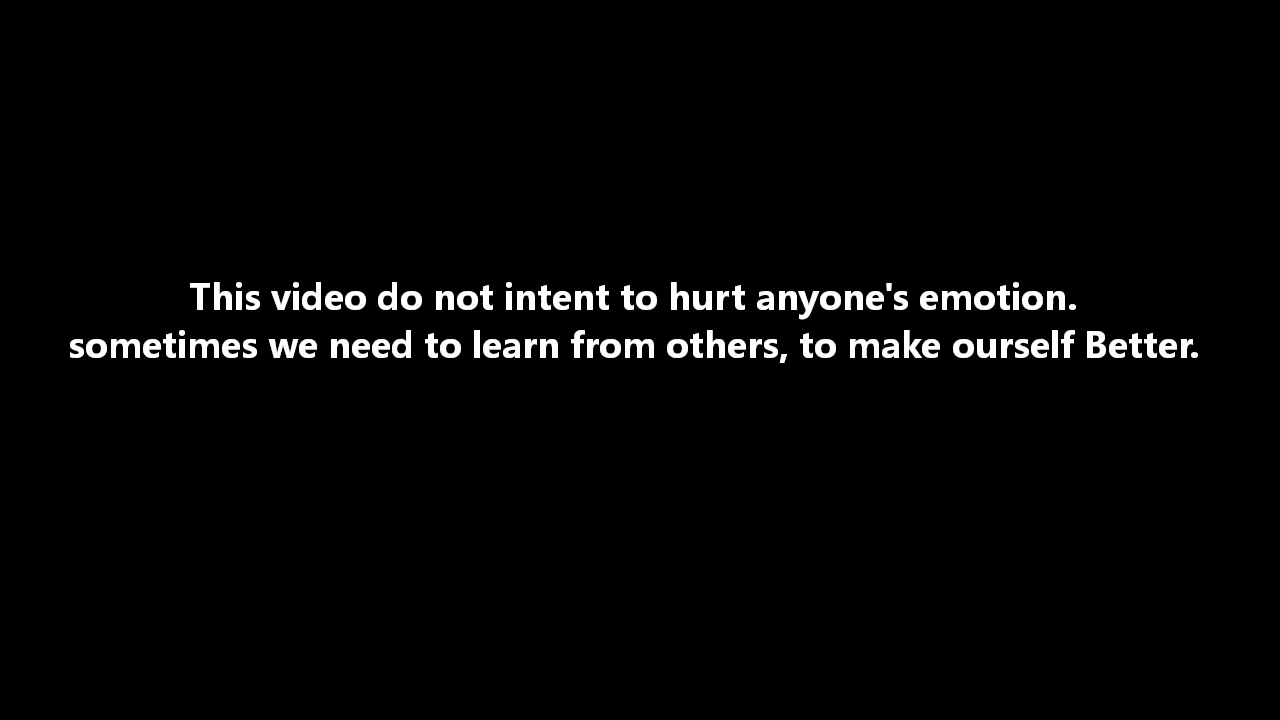 This video do not intent to hurt anyone's emotion.
sometimes we need to learn from others, to make ourself Better.